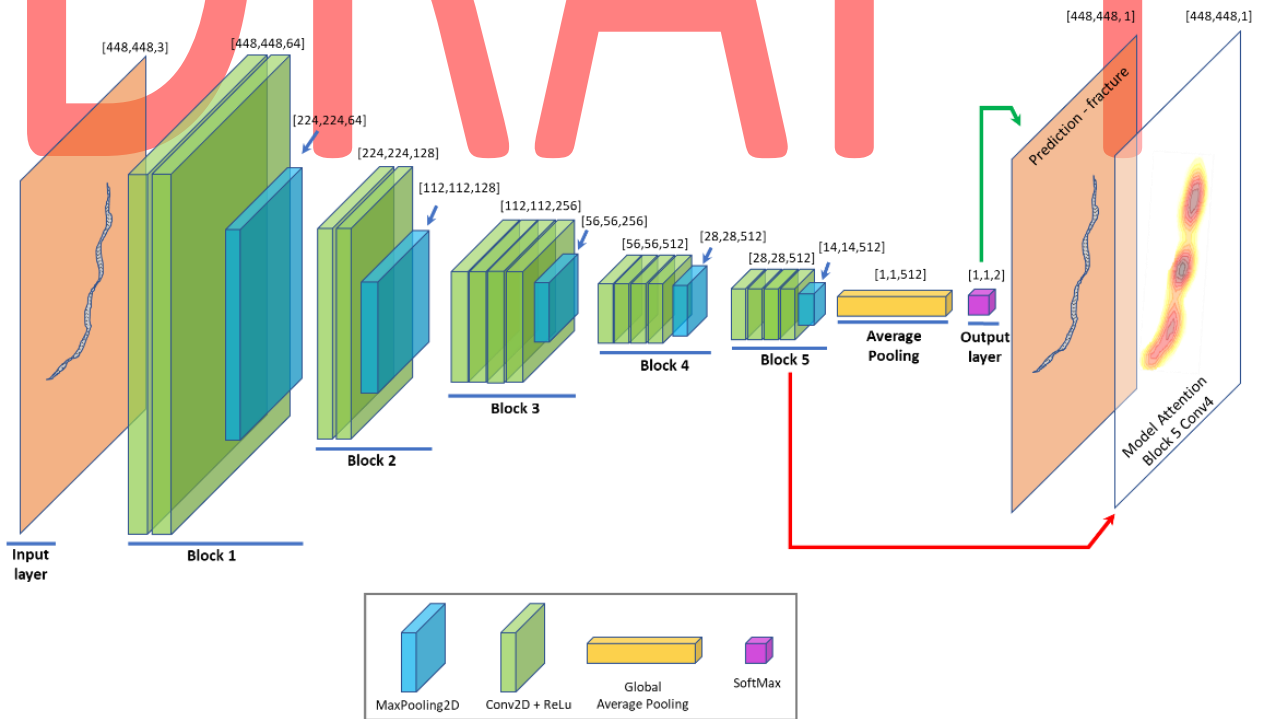 DRAFT
[448,448,3]
[448,448,64]
[224,224,64]
[224,224,128]
[112,112,128]
[112,112,256]
[56,56,256]
[56,56,512]
[28,28,512]
[28,28,512]
[14,14,512]
[1,1,512]
[1,1,2]
[448,448, 1]
[448,448,1]
Prediction - fracture
Model Attention
Block 5 Conv4
Input
layer
Block 1
Block 2
Block 3
Block 4
Block 5
Average
Pooling
Output
layer
MaxPooling2D
Conv2D + ReLu
Global
Average Pooling
SoftMax